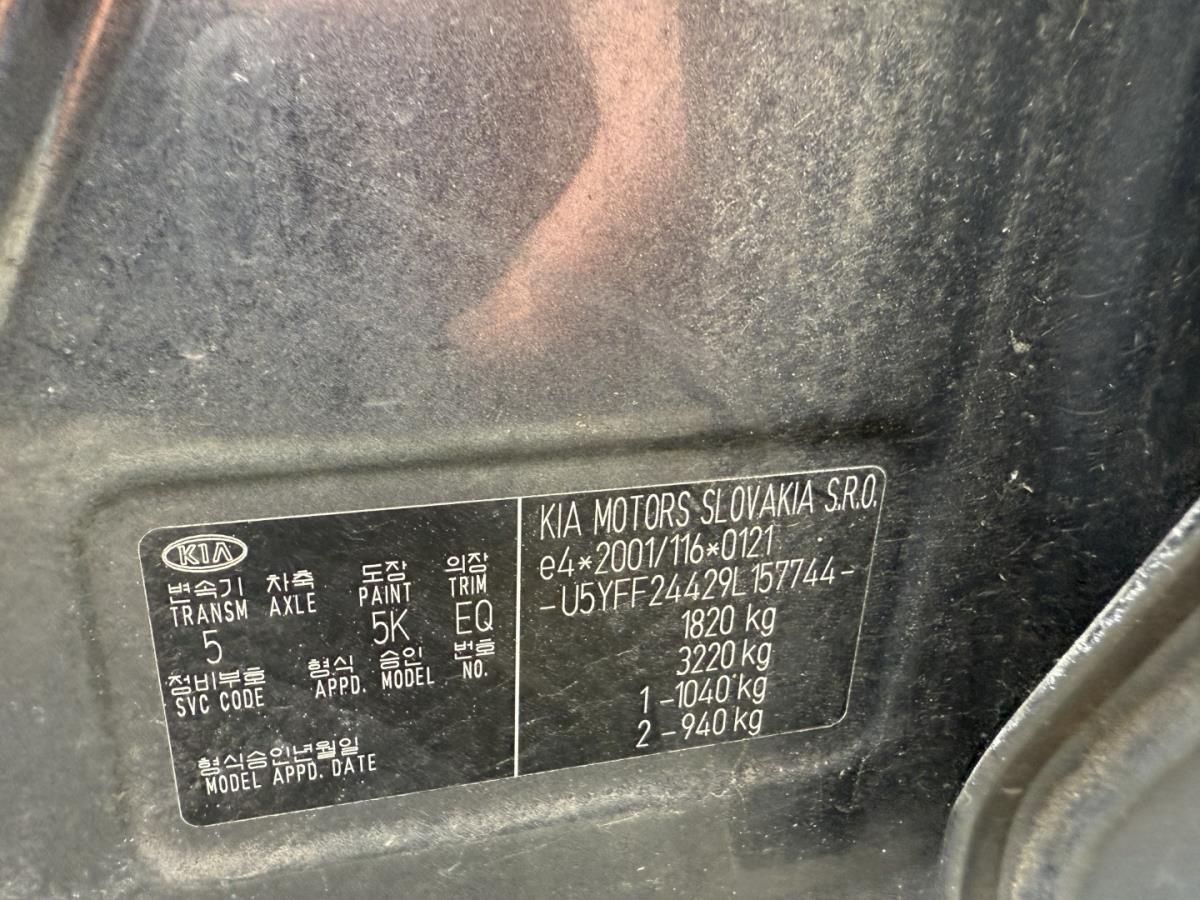 KIA
변속기 차축 도장 의장
TRANSM AXLE PAINT TRIM
5 5K EQ
정비부호 형식 승인 번호
SVC CODE APPD. MODEL NO.
형식승인년월일
MODEL APPD. DATE
KIA MOTORS SLOVAKIA S.R.O.
e4*2001/116*0121
-U5YFF24429L157744-
1820 kg
3220 kg
1 -1040 kg
2 -940 kg